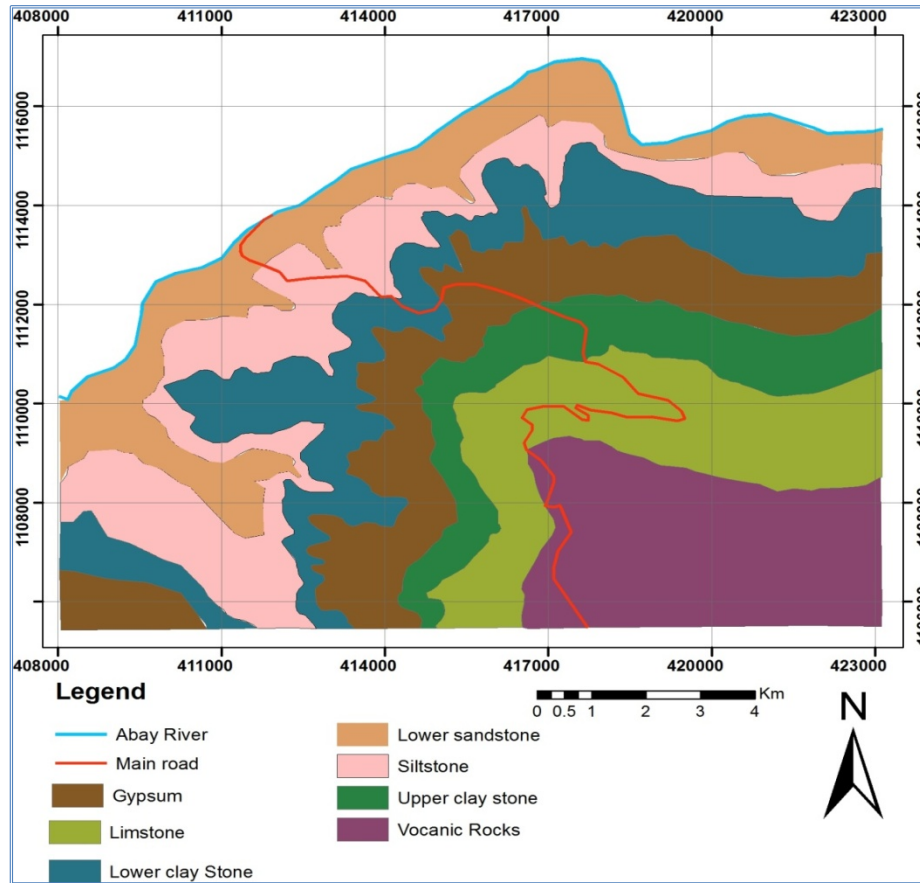 408000 411000 414000 417000 420000 423000
1116000
1114000
1112000
1110000
1108000
408000 411000 414000 417000 420000 423000
Legend
Km
0 0.5 1 2 3 4
N
Abay River
Main road
Gypsum
Limstone
Lower clay Stone
Lower sandstone
Siltstone
Upper clay stone
Vocanic Rocks